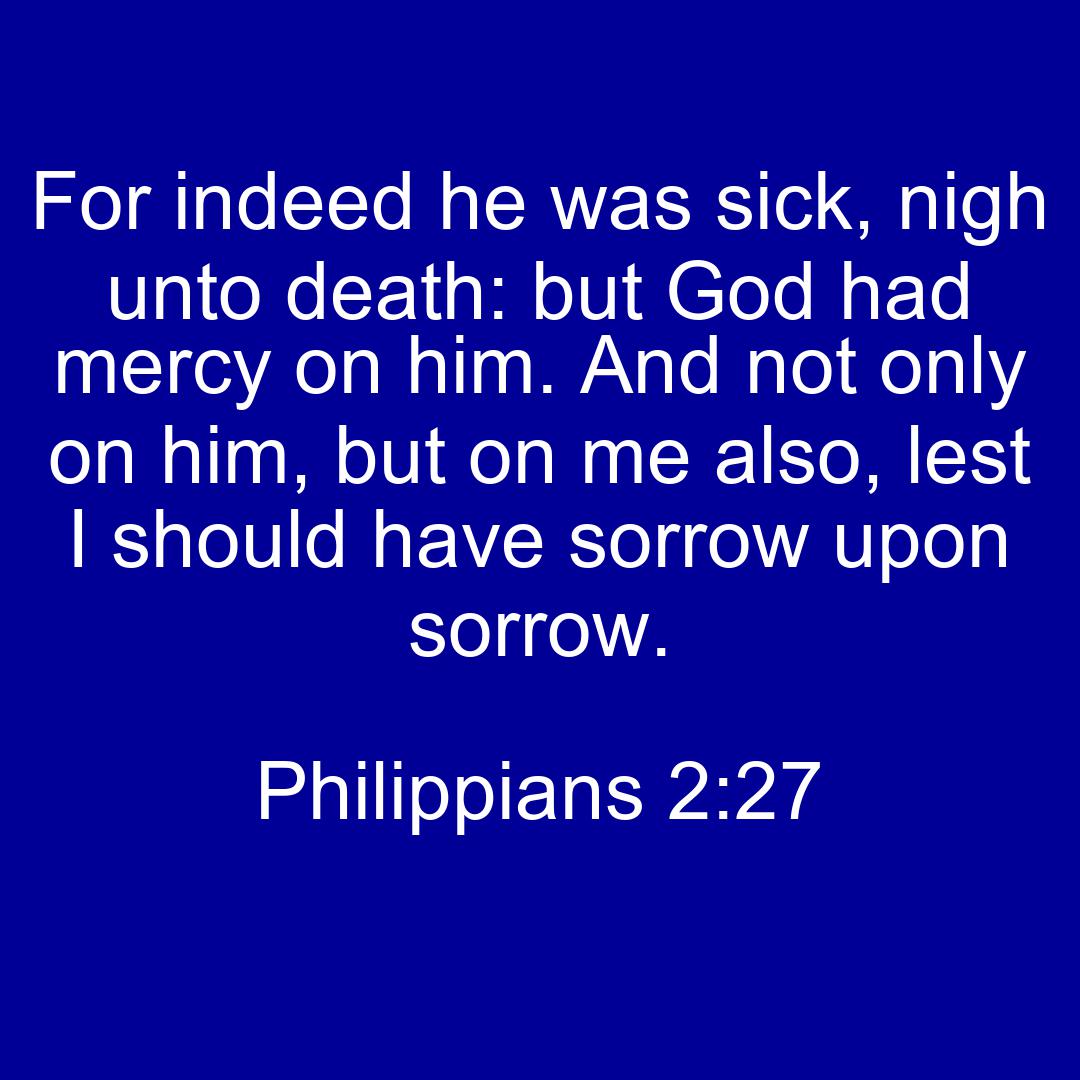 For indeed he was sick, nigh
unto death: but God had
mercy on him. And not only
on him, but on me also, lest
I should have sorrow upon
sorrow.
Philippians 2:27